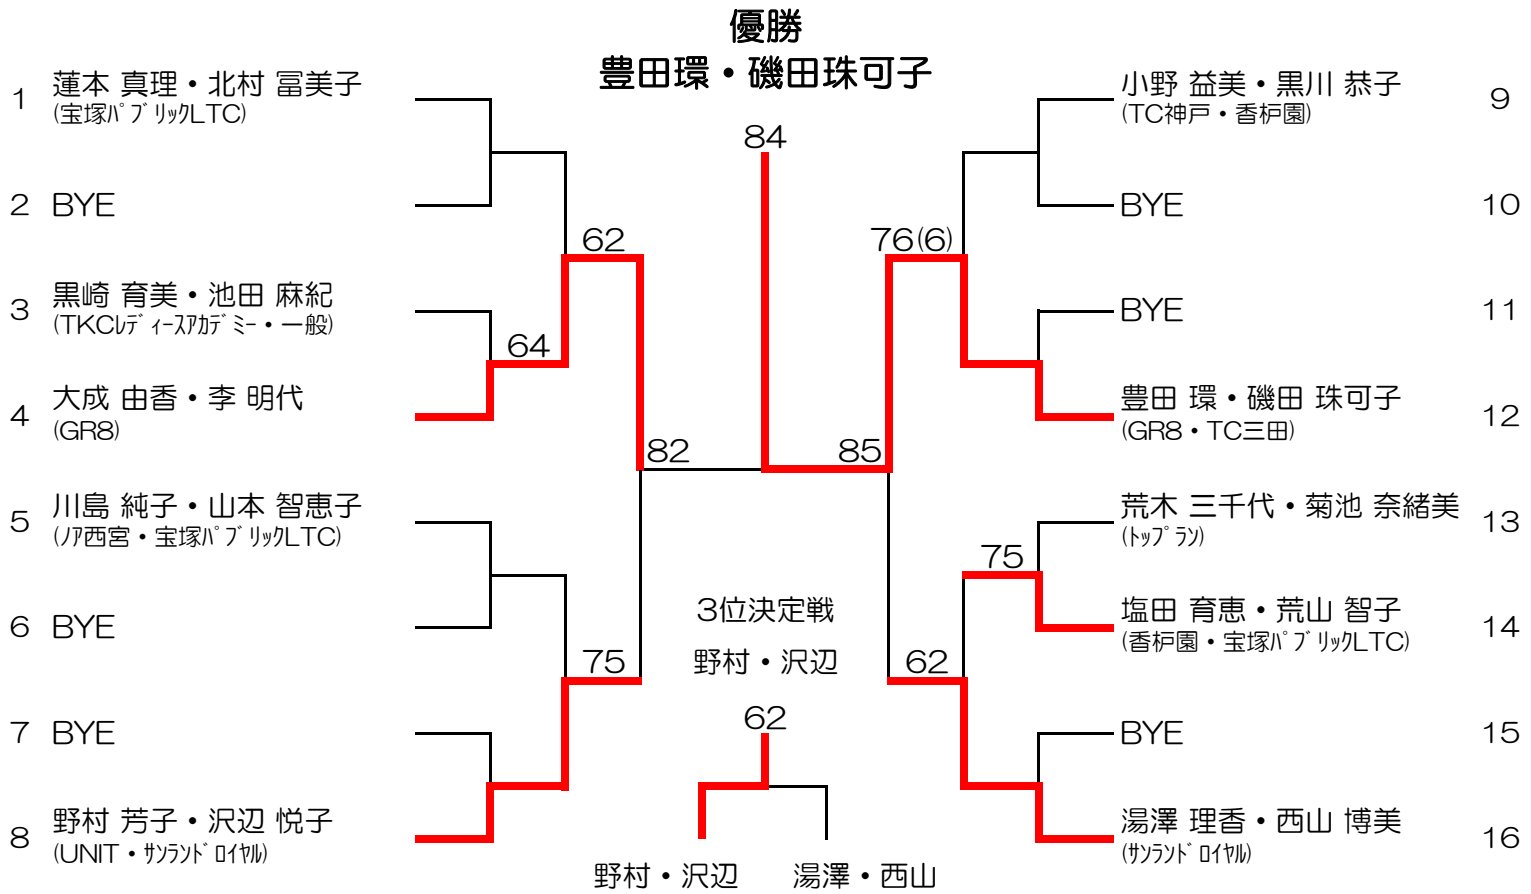 優勝
豊田環・磯田珠可子
84
1 蓮本 真理・北村 冨美子
(宝塚ﾊﾟﾌﾞﾘｯｸLTC)
2 BYE
62
3 黒崎 育美・池田 麻紀
(TKCﾚﾃﾞｨｰｽｱｶﾃﾞﾐｰ・一般)
64
4 大成 由香・李 明代
(GR8)
82
5 川島 純子・山本 智恵子
(ﾉｱ西宮・宝塚ﾊﾟﾌﾞﾘｯｸLTC)
6 BYE
75
7 BYE
8 野村 芳子・沢辺 悦子
(UNIT・ｻﾝﾗﾝﾄﾞﾛｲﾔﾙ)
小野 益美・黒川 恭子 9
(TC神戸・香枦園)
BYE 10
76(6)
BYE 11
豊田 環・磯田 珠可子 12
(GR8・TC三田)
85
荒木 三千代・菊池 奈緒美 13
(ﾄｯﾌﾟﾗﾝ)
75
塩田 育恵・荒山 智子 14
(香枦園・宝塚ﾊﾟﾌﾞﾘｯｸLTC)
62
BYE 15
湯澤 理香・西山 博美 16
(ｻﾝﾗﾝﾄﾞﾛｲﾔﾙ)
3位決定戦
野村・沢辺
62
野村・沢辺 湯澤・西山